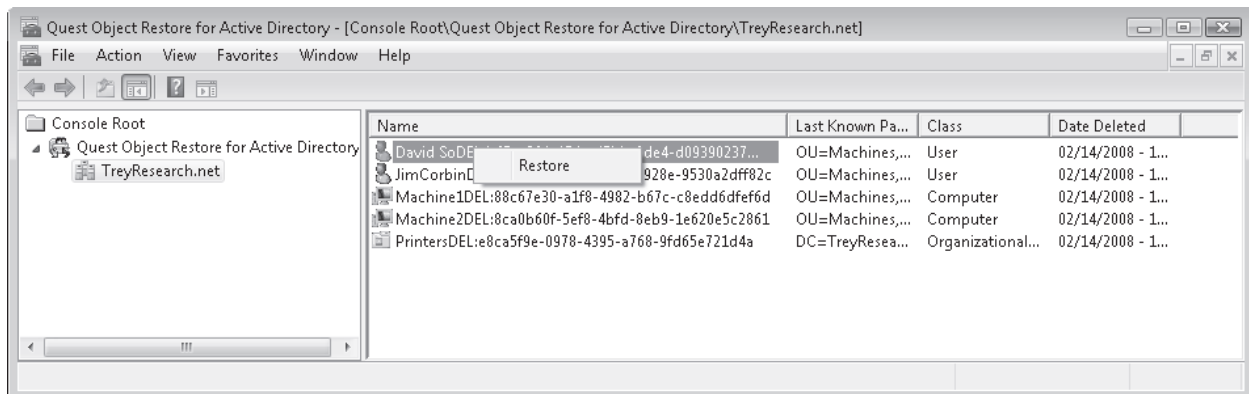 Quest Object Restore for Active Directory - [Console Root\Quest Object Restore for Active Directory\TreyResearch.net]
File Action View Favorites Window Help
Console Root
Quest Object Restore for Active Directory
TreyResearch.net
Name Last Known Pa... Class Date Deleted
David SoDE de4-d09390237... OU=Machines,... User 02/14/2008 - 1...
Restore
JimCorbinD 928e-9530a2dff82c OU=Machines,... User 02/14/2008 - 1...
Machine1DEL:88c67e30-a1f8-4982-b67c-c8edd6dfef6d OU=Machines,... Computer 02/14/2008 - 1...
Machine2DEL:8ca0b60f-5ef8-4bfd-8eb9-1e620e5c2861 OU=Machines,... Computer 02/14/2008 - 1...
PrintersDEL:e8ca5f9e-0978-4395-a768-9fd65e721d4a DC=TreyResea... Organizational... 02/14/2008 - 1...